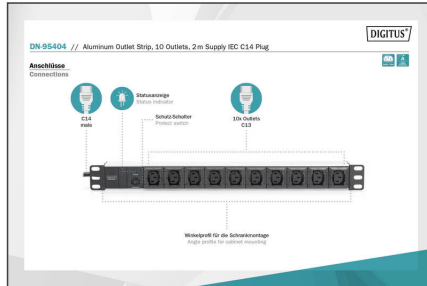 DIGITUS®
DN-95404 // Aluminum Outlet Strip, 10 Outlets, 2 m Supply IEC C14 Plug
Anschlüsse
Connections
C14
male
Statusanzeige
Status indicator
Schutz-Schalter
Protect switch
10x Outlets
C13
Winkelprofil für die Schrankmontage
Angle profile for cabinet mounting